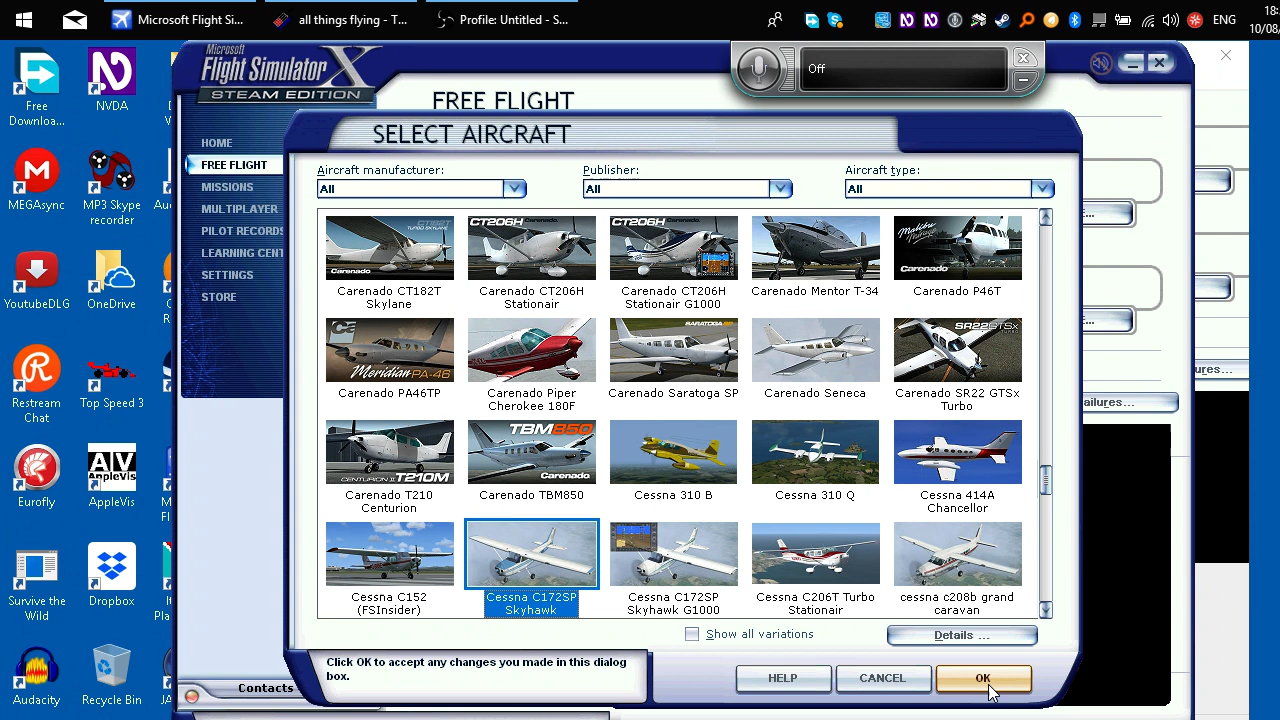 Microsoft Flight Si...
all things flying - T...
Profile: Untitled - S...
ENG
18:
10/08/
Free
Downloa...
NVDA
MEGAsync
MP3 Skype
recorder
YoutubeDLG
OneDrive
Restream
Chat
Top Speed 3
Eurofly
AppleVis
Survive the
Wild
Dropbox
Audacity
Recycle Bin
Microsoft
Flight Simulator X
STEAM EDITION
Off
FREE FLIGHT
SELECT AIRCRAFT
HOME
FREE FLIGHT
MISSIONS
MULTIPLAYER
PILOT RECORDS
LEARNING CENT
SETTINGS
STORE
Aircraft manufacturer:
Publisher:
Aircraft type:
All
All
All
Carenado CT182T
Skylane
Carenado CT206H
Stationair
Carenado CT206H
Stationair G1000
Carenado Mentor T-34
Carenado P46T
Carenado PA46TP
Carenado Piper
Cherokee 180F
Carenado Saratoga SP
Carenado Seneca
Carenado SR22 GTSx
Turbo
Carenado T210
Centurion
Carenado TBM850
Cessna 310 B
Cessna 310 Q
Cessna 414A
Chancellor
Cessna C152
(FSInsider)
Cessna C172SP
Skyhawk
Cessna C172SP
Skyhawk G1000
Cessna C206T Turbo
Stationair
cessna c208b grand
caravan
Show all variations
Details ...
Click OK to accept any changes you made in this dialog
box.
HELP
CANCEL
OK
Contacts
ailures...
ures...